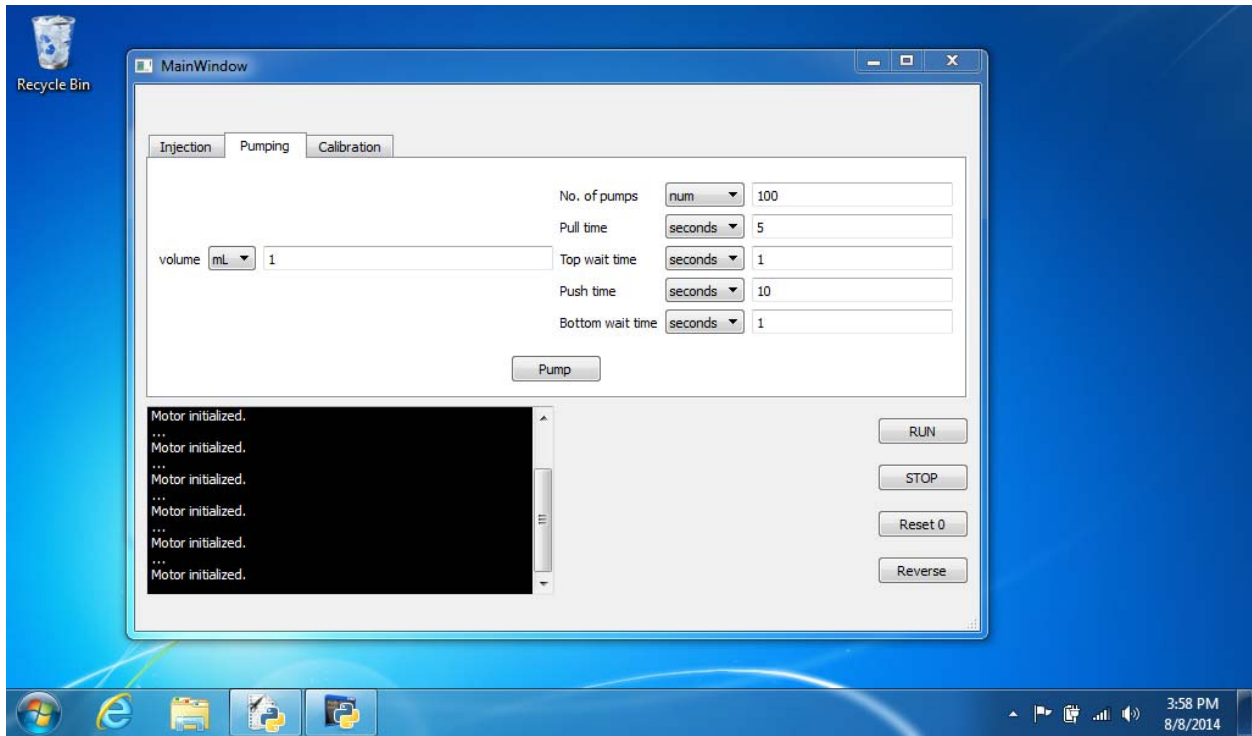 Recycle Bin
MainWindow
Injection Pumping Calibration
No. of pumps num 100
Pull time seconds 5
volume mL 1 Top wait time seconds 1
Push time seconds 10
Bottom wait time seconds 1
Pump
Motor initialized.
...
Motor initialized.
...
Motor initialized.
...
Motor initialized.
...
Motor initialized.
...
Motor initialized.
RUN
STOP
Reset 0
Reverse
3:58 PM
8/8/2014